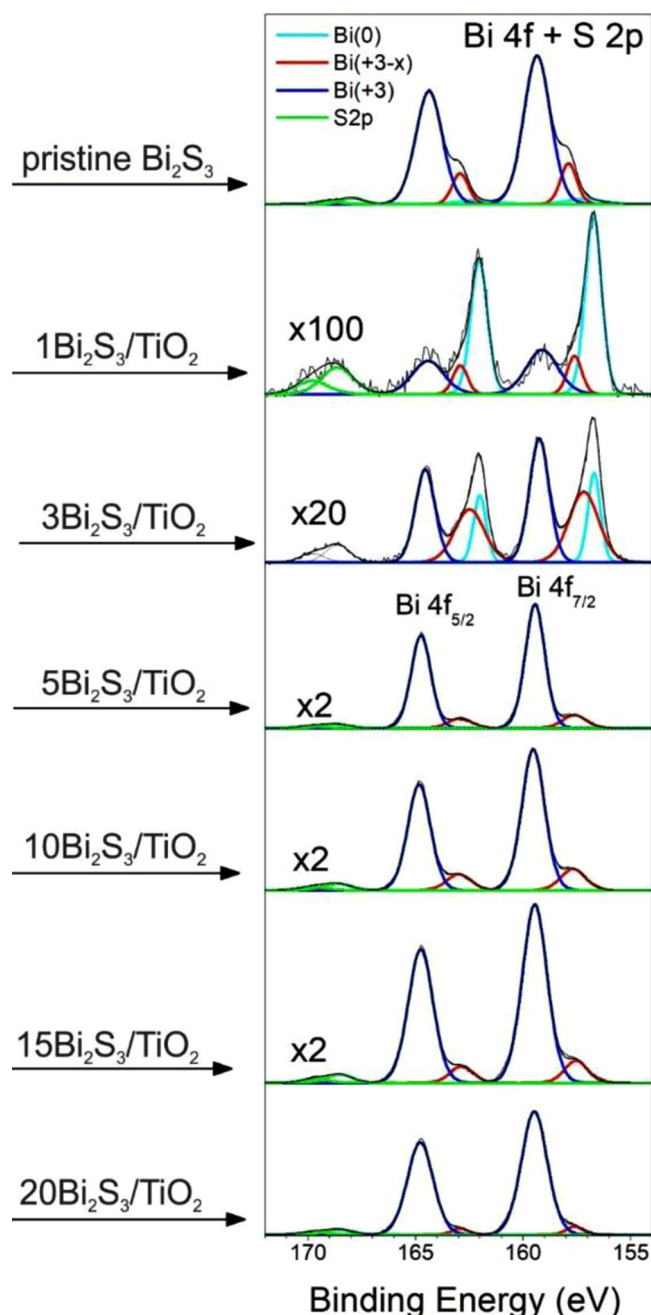 Bi 4f + S 2p
Bi(0)
Bi(+3-x)
Bi(+3)
S2p
pristine Bi₂S₃
1Bi₂S₃/TiO₂
x100
3Bi₂S₃/TiO₂
x20
Bi 4f₅/₂
Bi 4f₇/₂
5Bi₂S₃/TiO₂
x2
10Bi₂S₃/TiO₂
x2
15Bi₂S₃/TiO₂
x2
20Bi₂S₃/TiO₂
170 165 160 155
Binding Energy (eV)